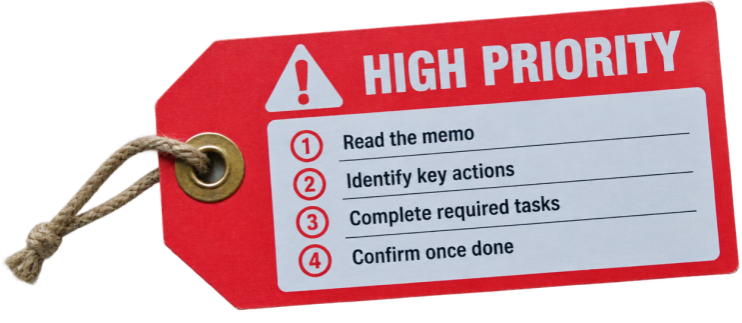 HIGH PRIORITY
1 Read the memo
2 Identify key actions
3 Complete required tasks
4 Confirm once done